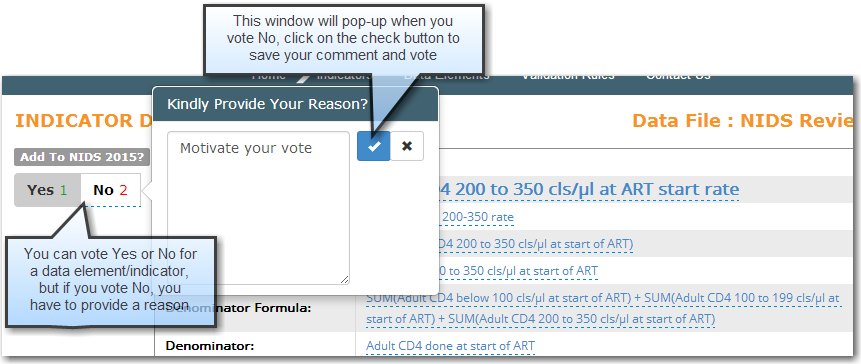 This window will pop-up when you
vote No, click on the check button to
save your comment and vote
Home Indicators Data Elements Validation Rules Contact Us
Kindly Provide Your Reason?
INDICATOR D
Data File : NIDS Revie
Add To NIDS 2015?
Motivate your vote
Yes 1 No 2
CD4 200 to 350 cls/µl at ART start rate
200-350 rate
You can vote Yes or No for
a data element/indicator,
but if you vote No, you
have to provide a reason
CD4 200 to 350 cls/µl at start of ART)
0 to 350 cls/µl at start of ART
Denominator Formula:
SUM(Adult CD4 below 100 cls/µl at start of ART) + SUM(Adult CD4 100 to 199 cls/µl at
start of ART) + SUM(Adult CD4 200 to 350 cls/µl at start of ART)
Denominator:
Adult CD4 done at start of ART